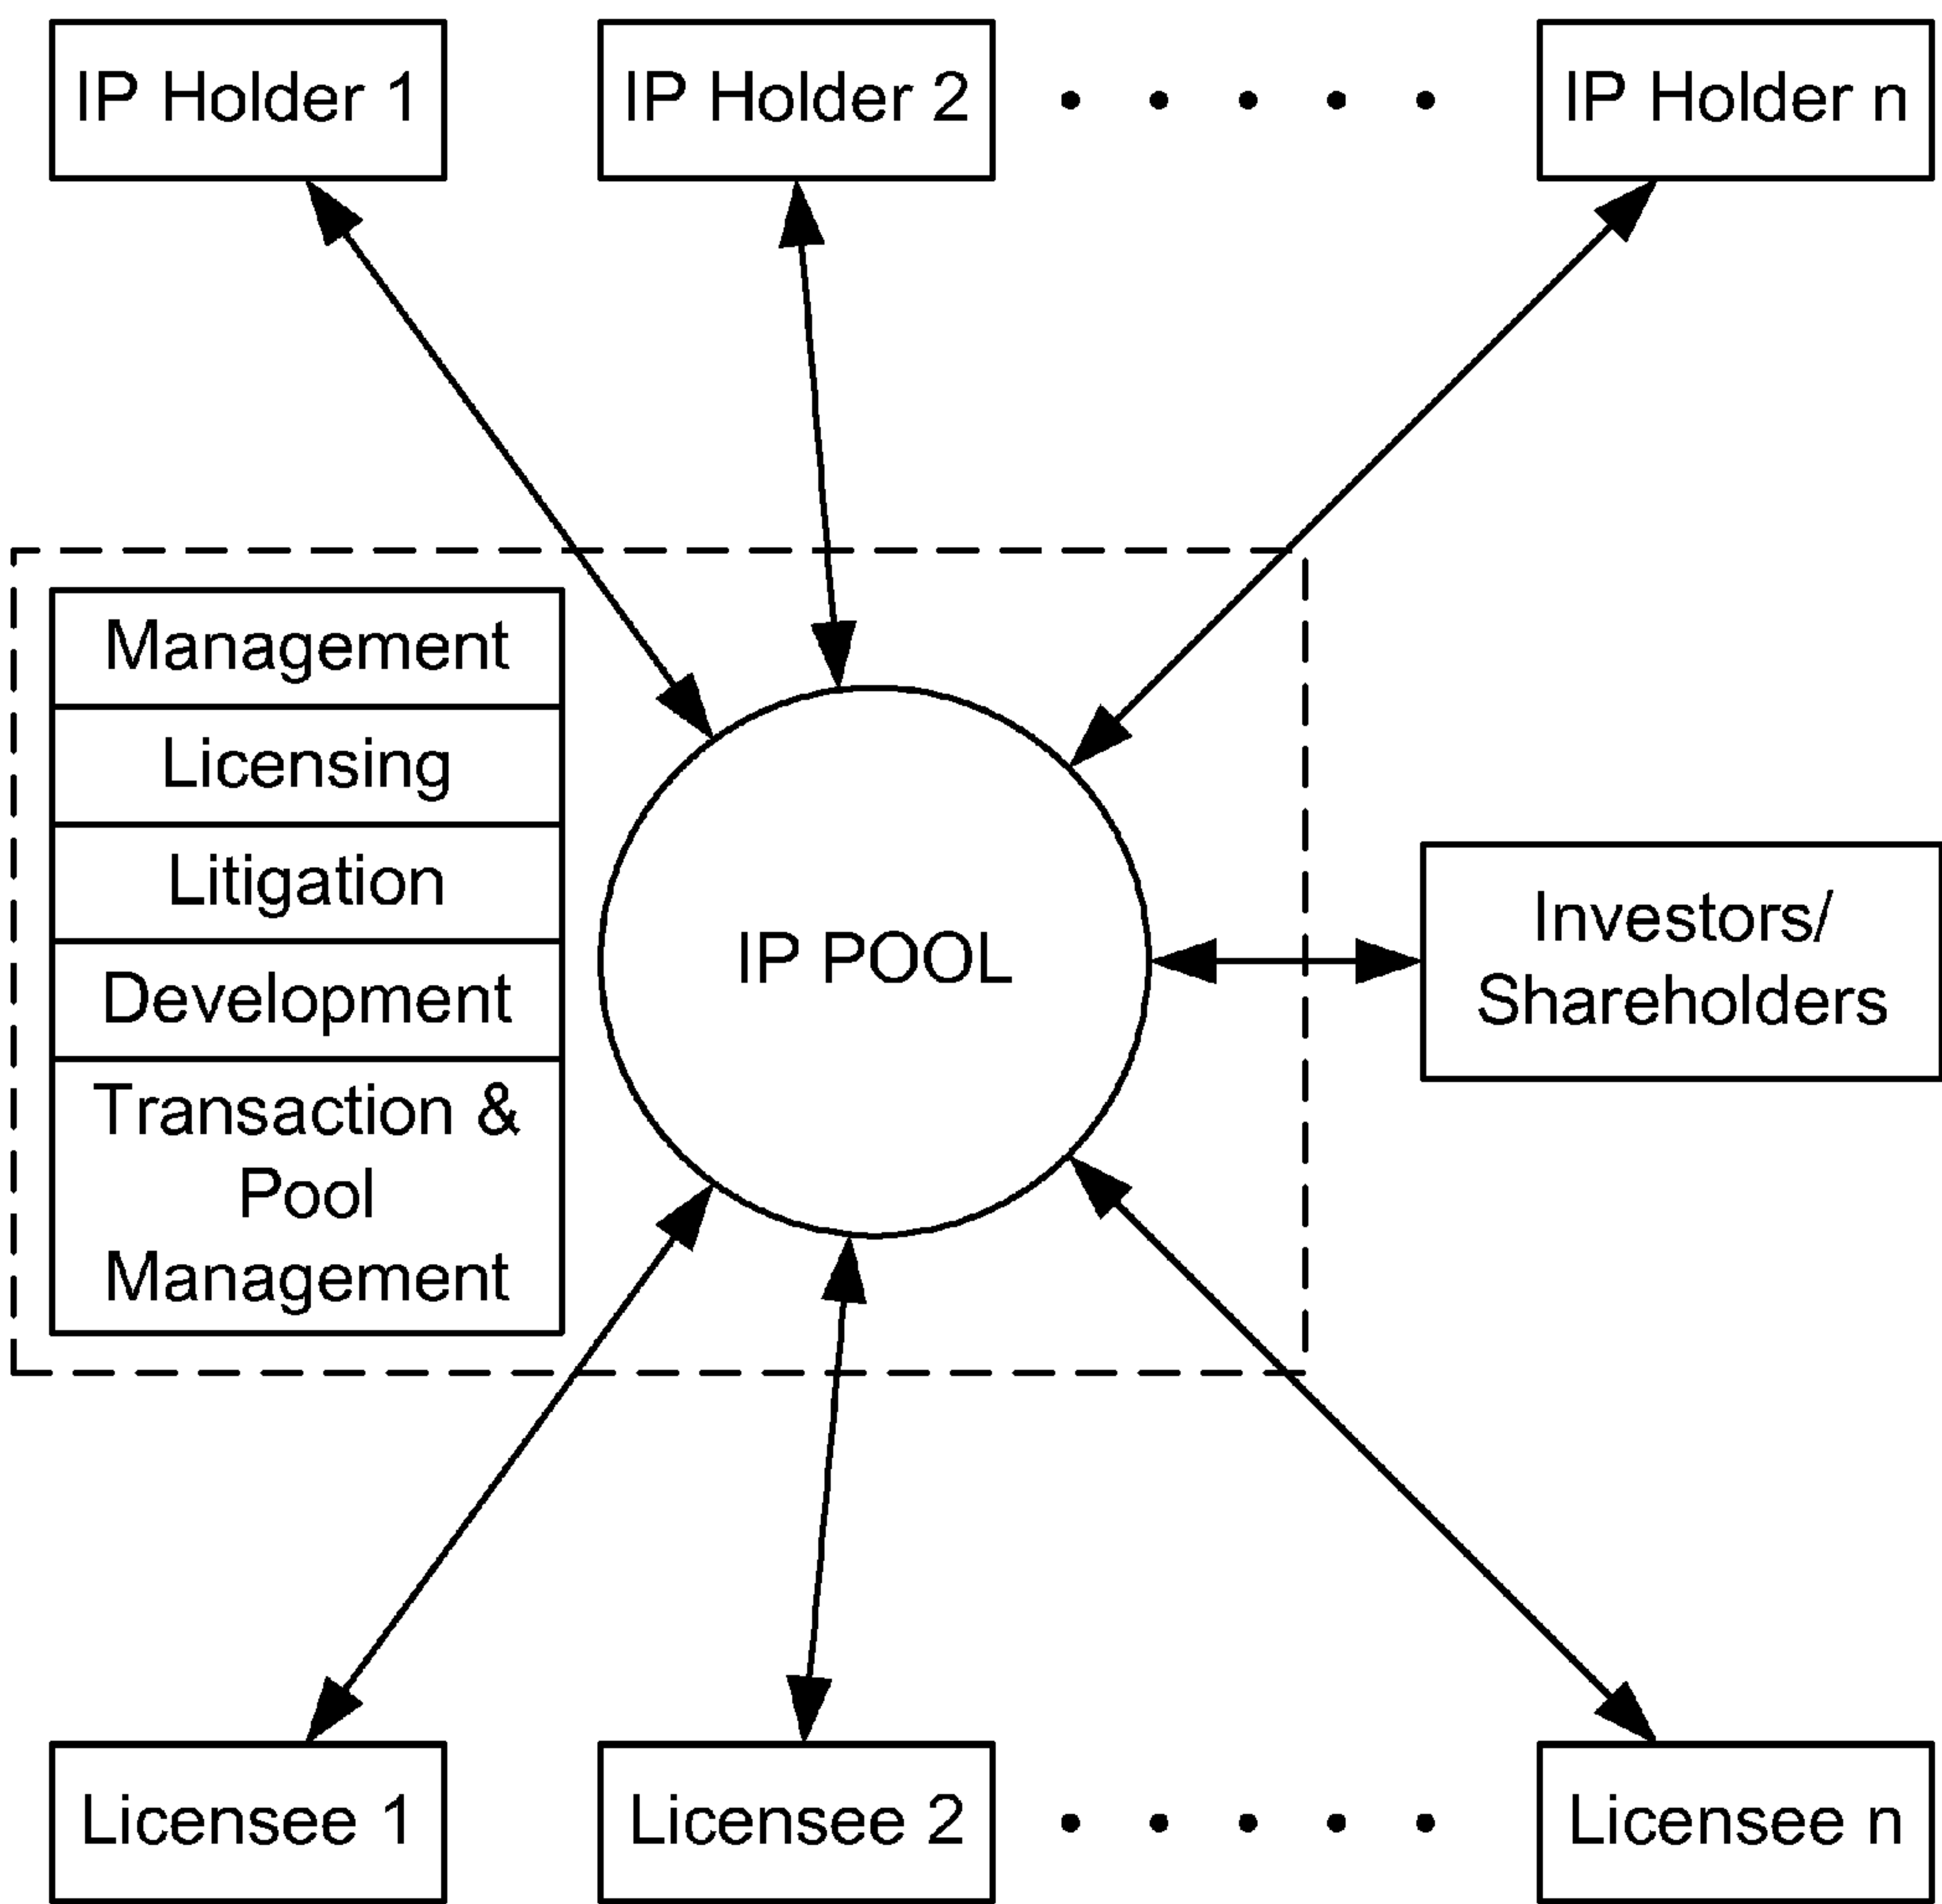 IP Holder 1
IP Holder 2
IP Holder n
Management
Licensing
Litigation
Development
Transaction &
Pool
Management
IP POOL
Investors/
Shareholders
Licensee 1
Licensee 2
Licensee n